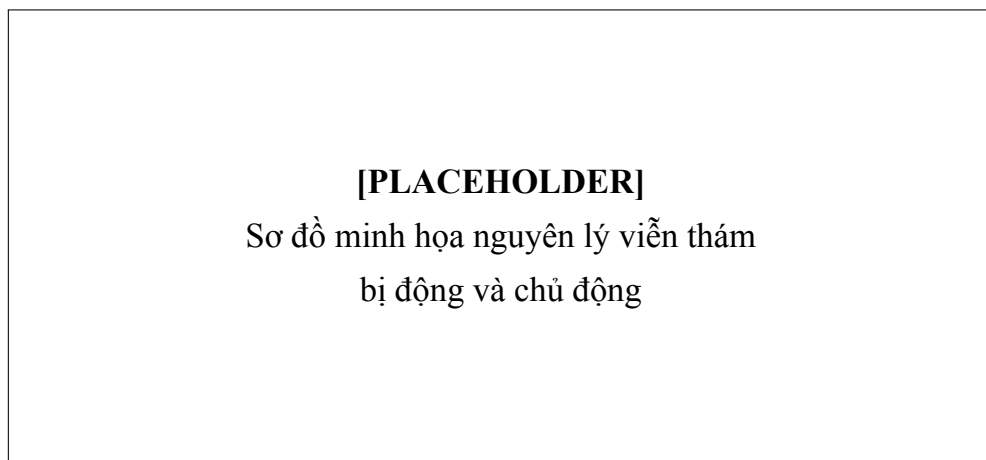 [PLACEHOLDER]
Sơ đồ minh họa nguyên lý viễn thám
bị động và chủ động